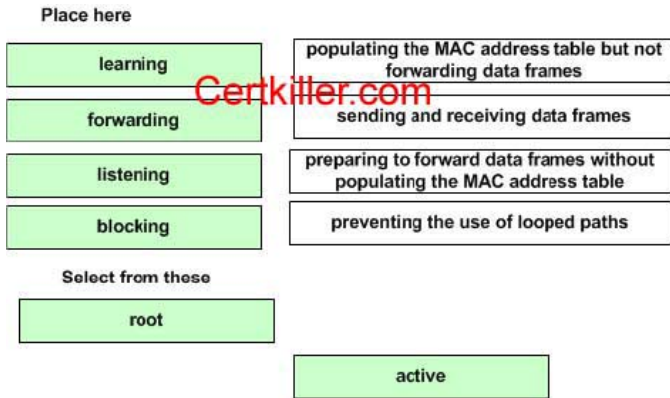 Place here
learning
populating the MAC address table but not
forwarding data frames
Certkiller.com
forwarding
sending and receiving data frames
listening
preparing to forward data frames without
populating the MAC address table
blocking
preventing the use of looped paths
Select from these
root
active